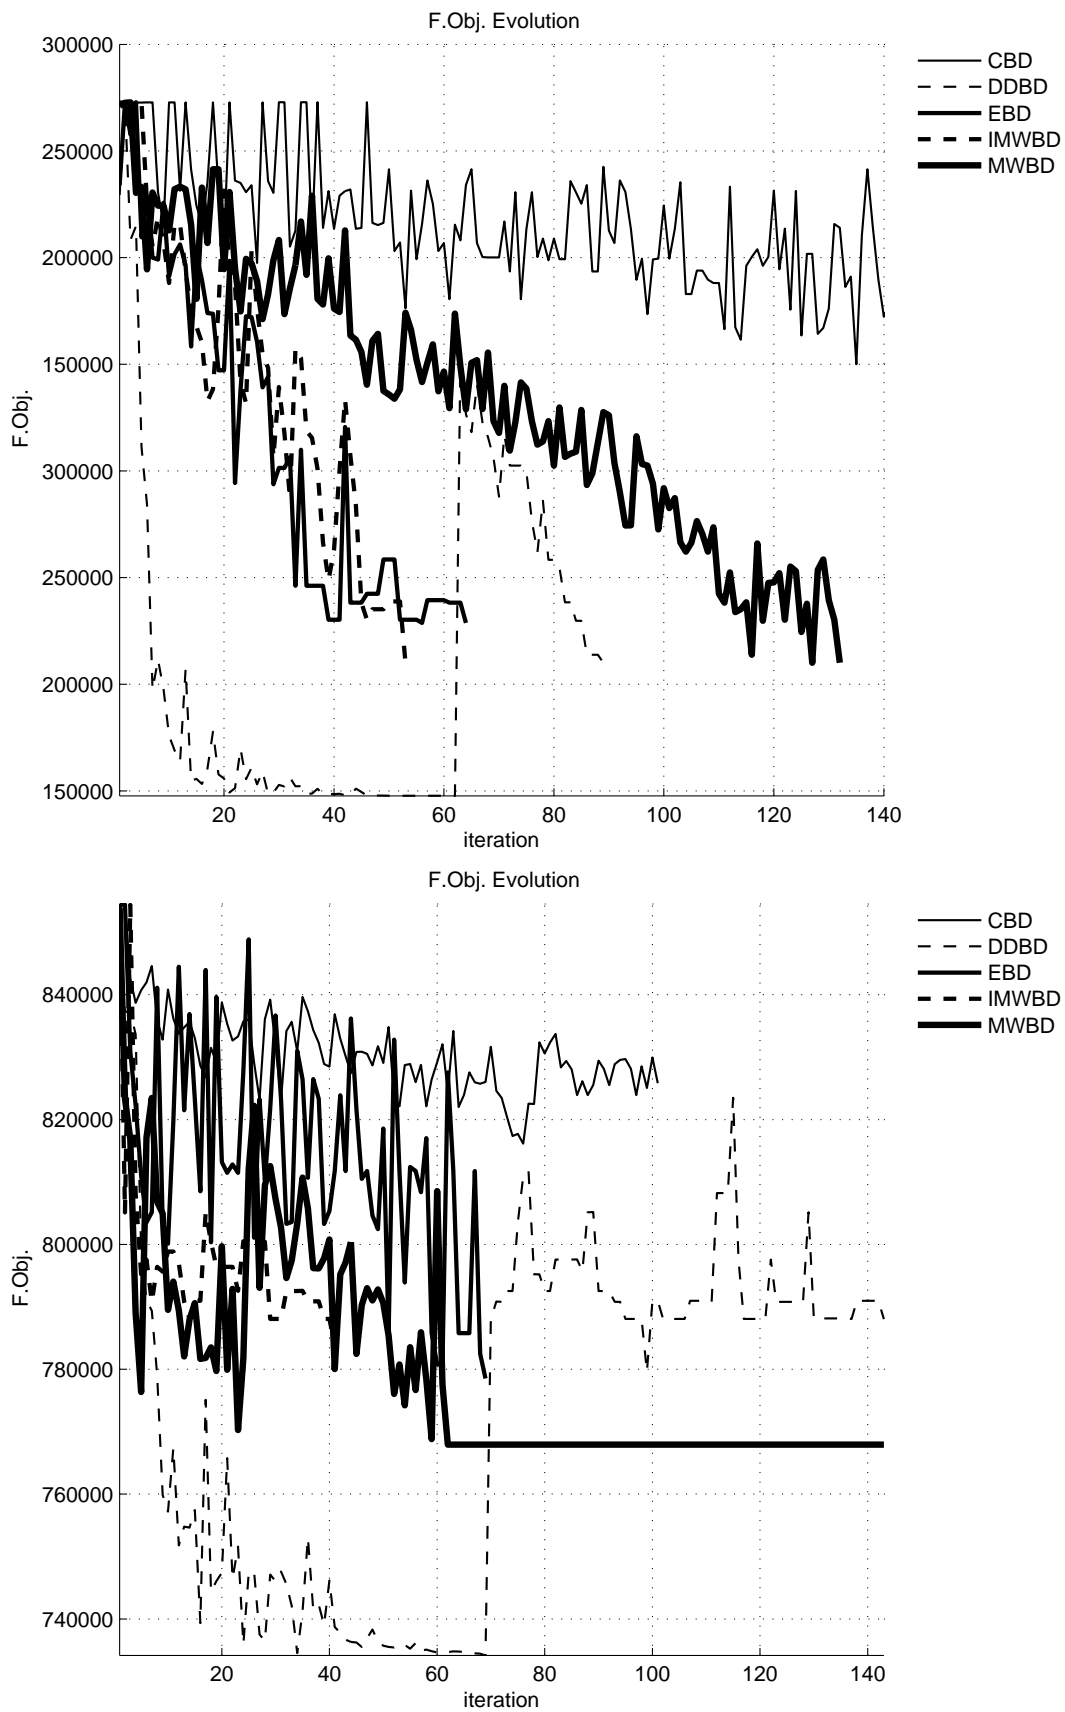 F.Obj. Evolution
300000
250000
200000
150000
300000
250000
200000
150000
F.Obj.
20
40
60
80
100
120
140
iteration
CBD
DDBD
EBD
IMWBD
MWBD
F.Obj. Evolution
840000
820000
800000
780000
760000
740000
F.Obj.
20
40
60
80
100
120
140
iteration
CBD
DDBD
EBD
IMWBD
MWBD